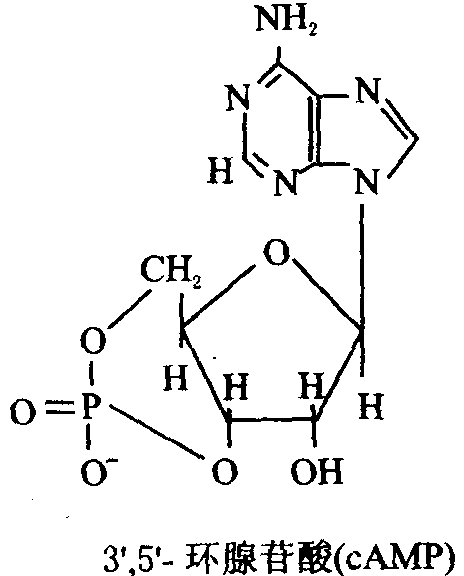 NH₂
N N
H N N
O
CH₂
O
H H H H
O=P
O⁻ O OH
3',5'- 环腺苷酸(cAMP)